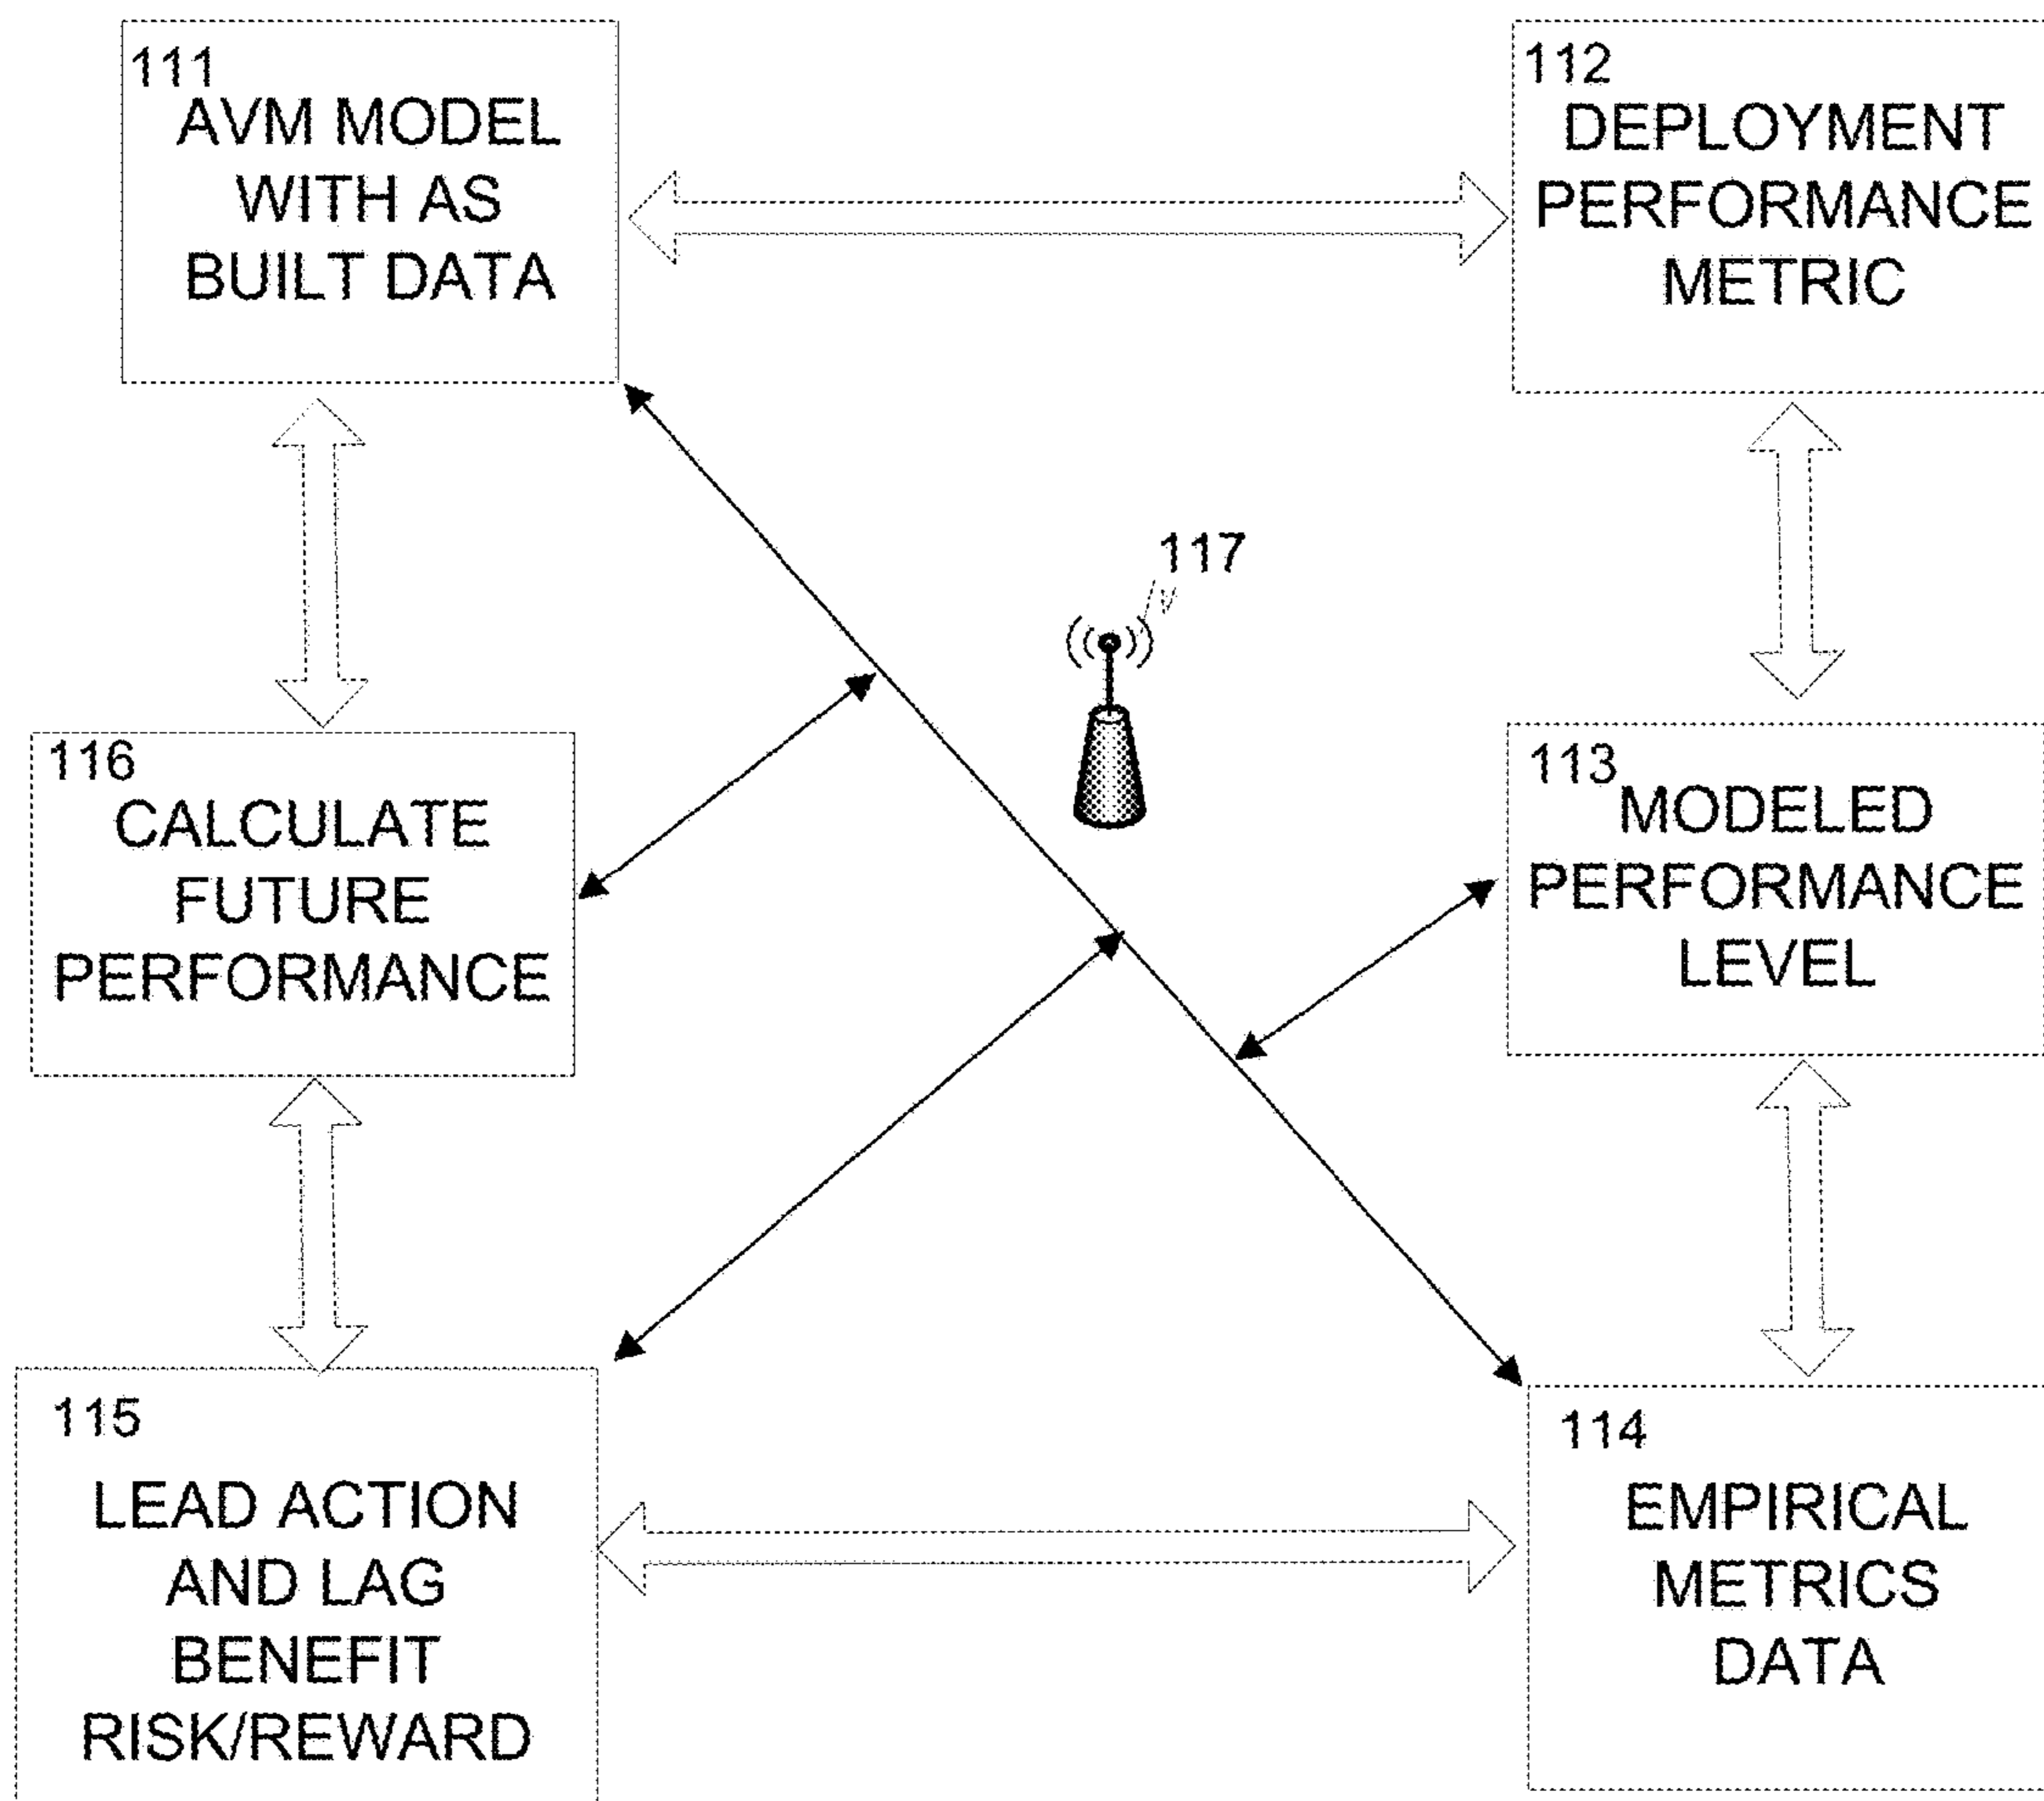 111
AVM MODEL
WITH AS
BUILT DATA
112
DEPLOYMENT
PERFORMANCE
METRIC
117
116
CALCULATE
FUTURE
PERFORMANCE
113
MODELED
PERFORMANCE
LEVEL
115
LEAD ACTION
AND LAG
BENEFIT
RISK/REWARD
114
EMPIRICAL
METRICS
DATA